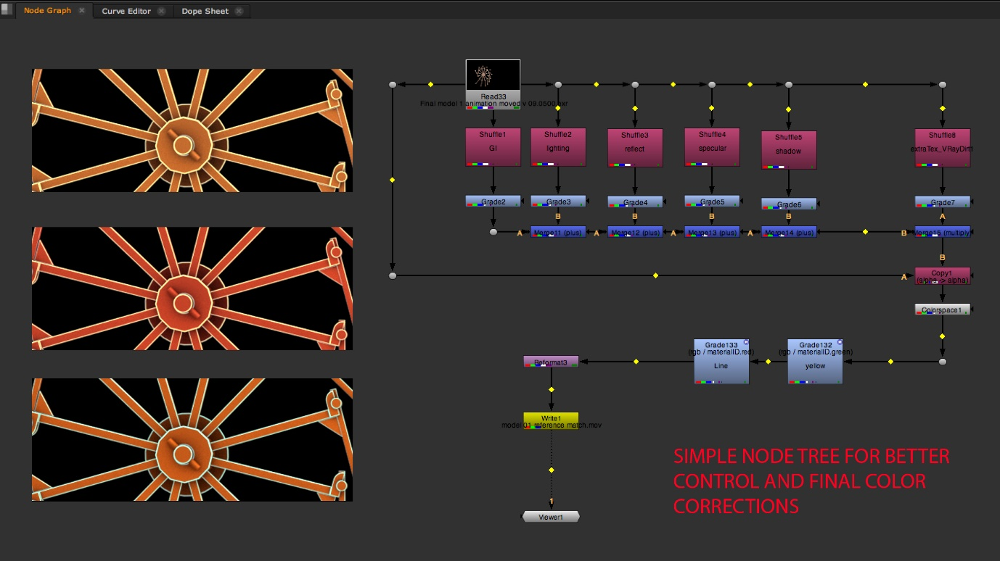 Node Graph
Curve Editor
Dope Sheet
Read33
Final model 1 animation moved v 09.0500.exr
Shuffle1
GI
Shuffle2
lighting
Shuffle3
reflect
Shuffle4
specular
Shuffle5
shadow
Shuffle8
extraTex_VRayDirt1
Grade2
Grade3
Grade4
Grade5
Grade6
Grade7
B
B
B
B
A
A
Merge11 (plus)
A
Merge12 (plus)
A
Merge13 (plus)
A
Merge14 (plus)
B
Merge15 (multiply
B
A
Copy1
(alpha -> alpha)
Colorspace1
Grade133
(rgb / materialID.red)
Line
Grade132
(rgb / materialID.green)
yellow
Reformat3
Write1
model 01 reference match.mov
1
Viewer1
SIMPLE NODE TREE FOR BETTER
CONTROL AND FINAL COLOR
CORRECTIONS